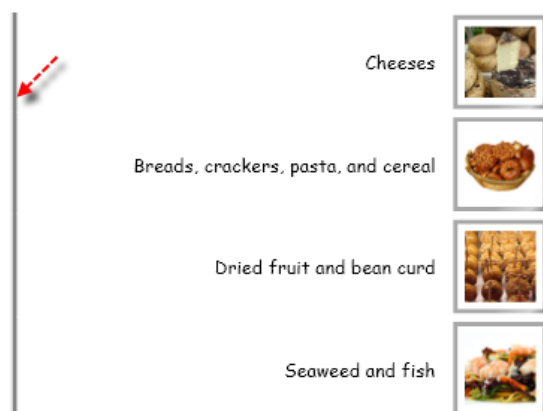 Cheeses
Breads, crackers, pasta, and cereal
Dried fruit and bean curd
Seaweed and fish